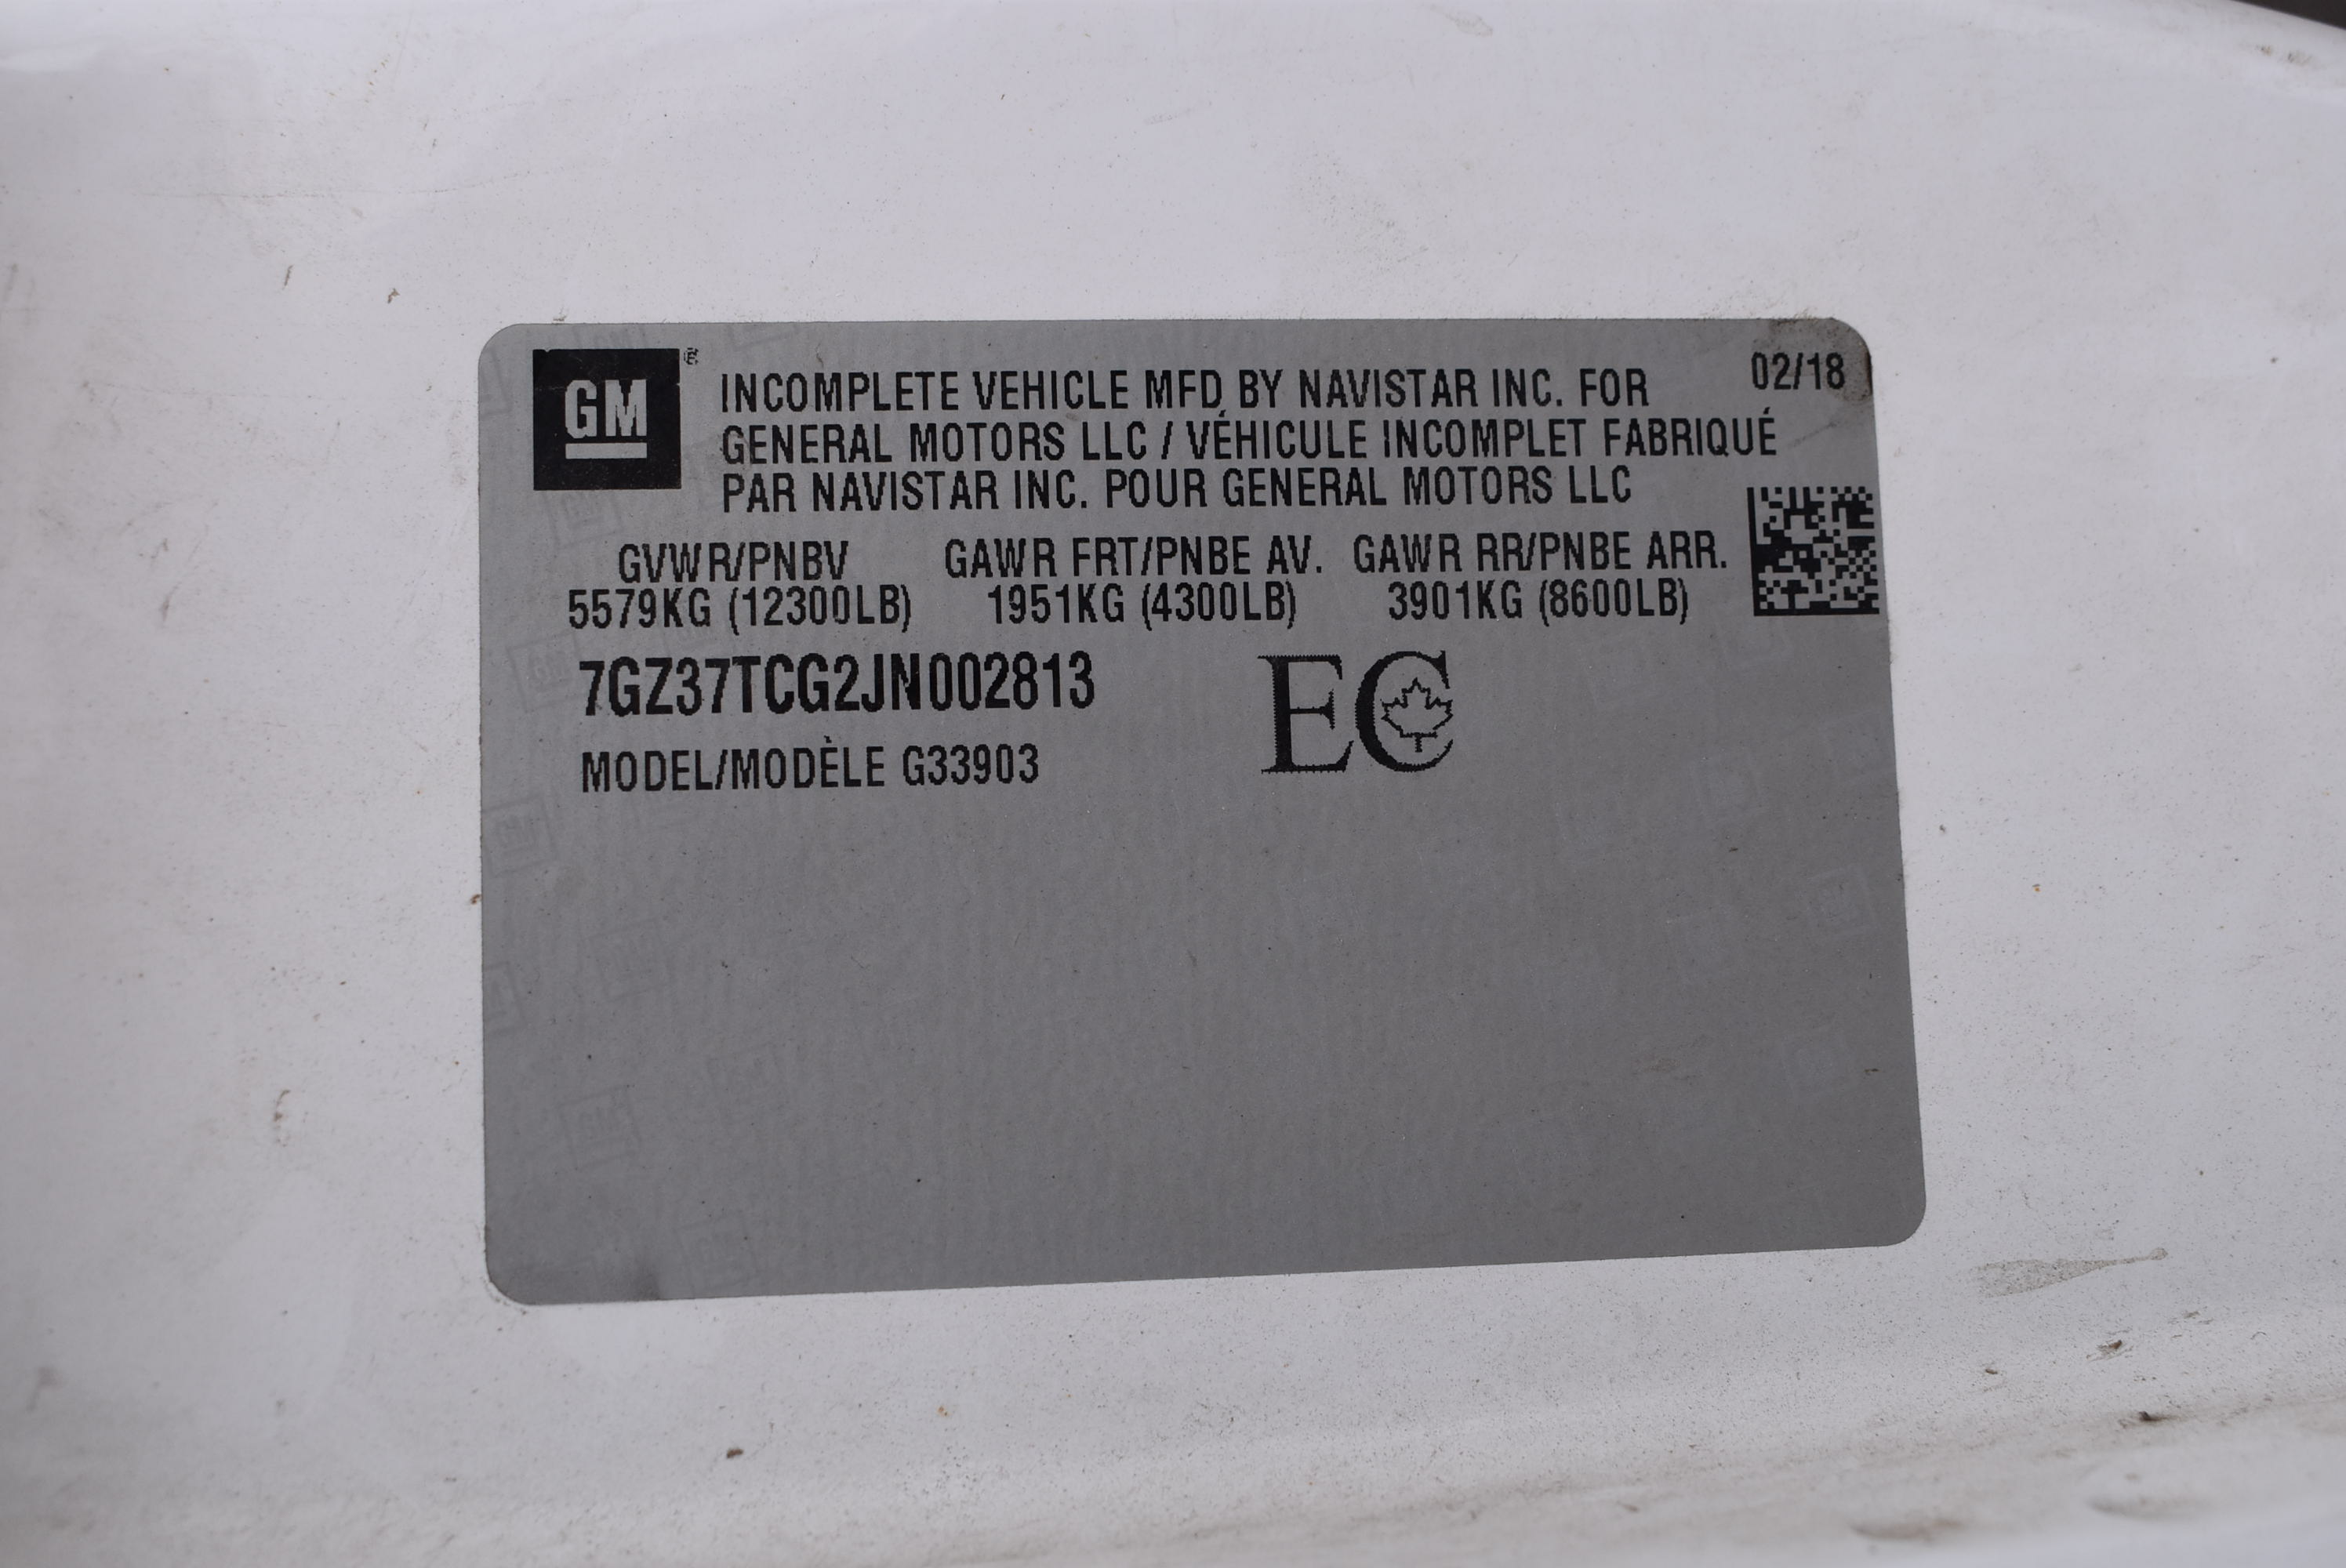 GM ®
INCOMPLETE VEHICLE MFD BY NAVISTAR INC. FOR 02/18
GENERAL MOTORS LLC / VÉHICULE INCOMPLET FABRIQUÉ
PAR NAVISTAR INC. POUR GENERAL MOTORS LLC
GVWR/PNBV GAWR FRT/PNBE AV. GAWR RR/PNBE ARR.
5579KG (12300LB) 1951KG (4300LB) 3901KG (8600LB)
7GZ37TCG2JN002813
EC
MODEL/MODÈLE G33903